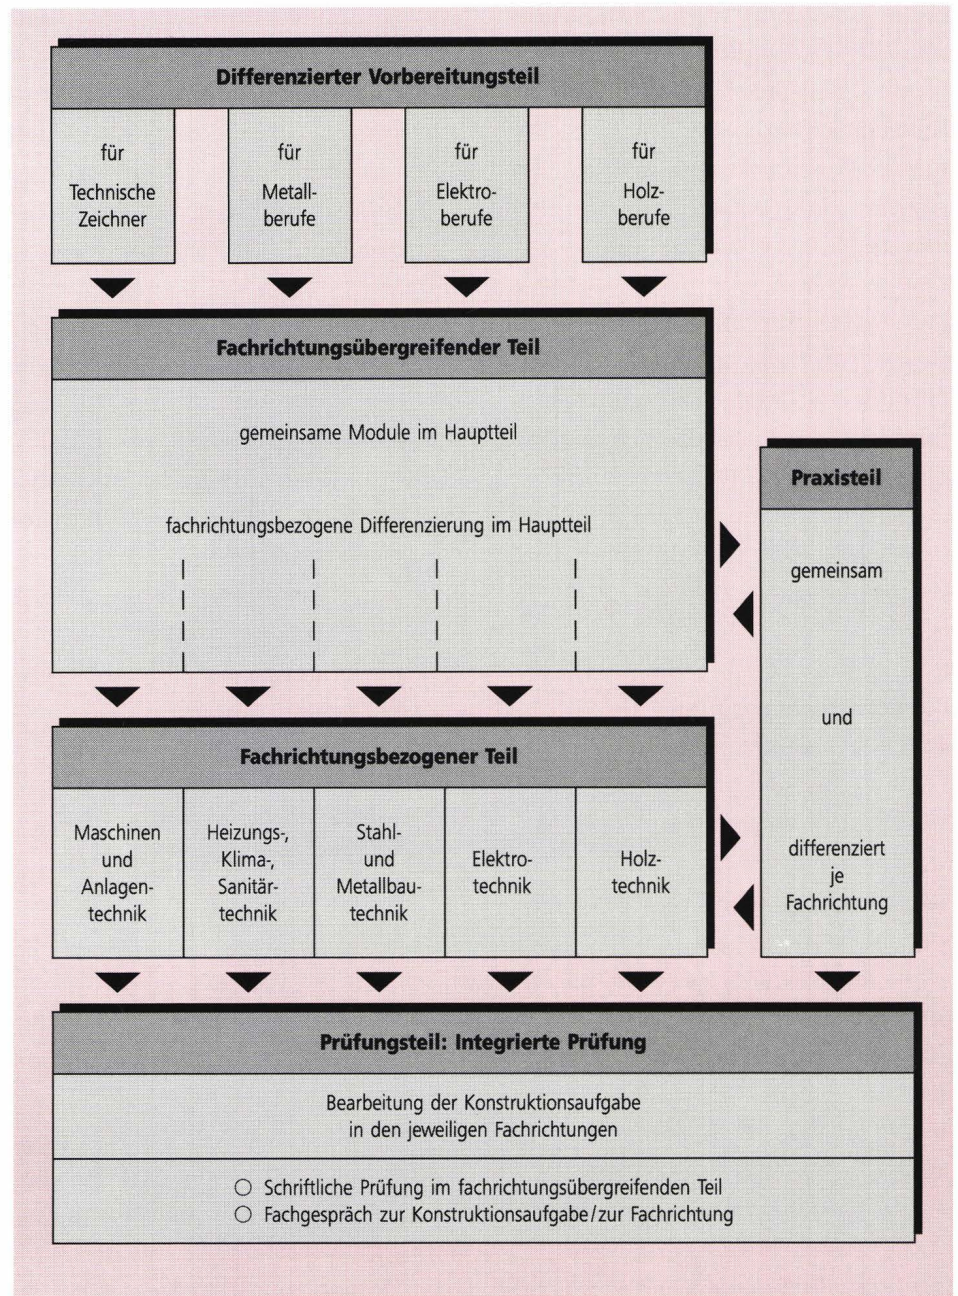 Differenzierter Vorbereitungsteil
für
Technische
Zeichner
für
Metall-
berufe
für
Elektro-
berufe
für
Holz-
berufe
Fachrichtungsübergreifender Teil
gemeinsame Module im Hauptteil
fachrichtungsbezogene Differenzierung im Hauptteil
Praxisteil
gemeinsam
und
differenziert
je
Fachrichtung
Fachrichtungsbezogener Teil
Maschinen
und
Anlagen-
technik
Heizungs-,
Klima-,
Sanitär-
technik
Stahl-
und
Metallbau-
technik
Elektro-
technik
Holz-
technik
Prüfungsteil: Integrierte Prüfung
Bearbeitung der Konstruktionsaufgabe
in den jeweiligen Fachrichtungen
○ Schriftliche Prüfung im fachrichtungsübergreifenden Teil
○ Fachgespräch zur Konstruktionsaufgabe/zur Fachrichtung